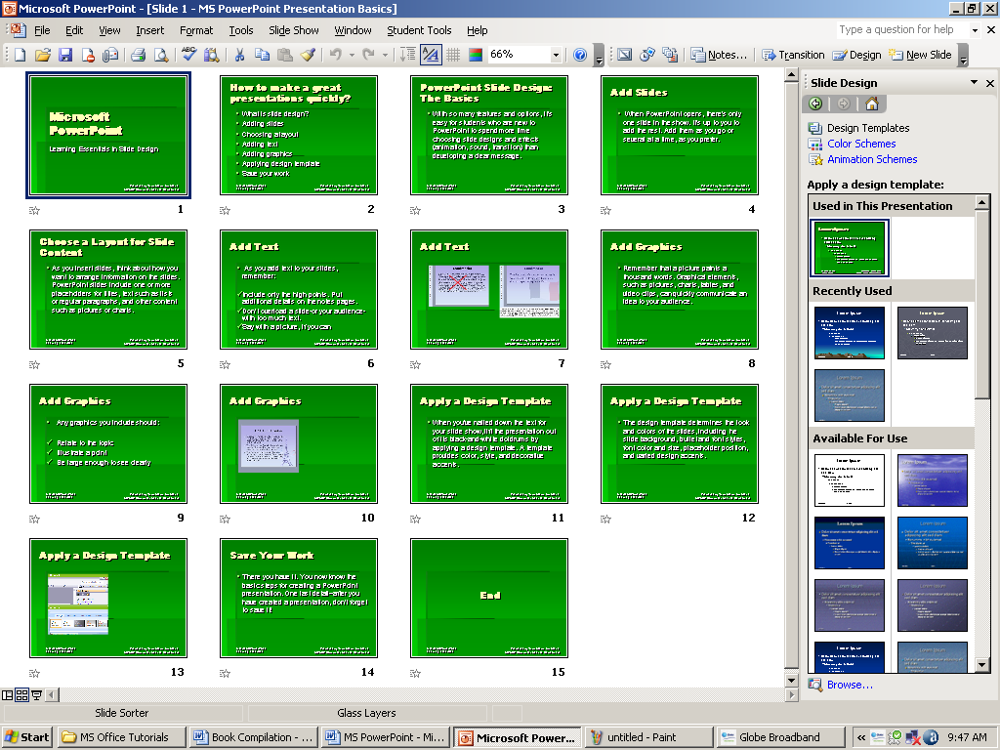 Microsoft PowerPoint - [Slide 1 - MS PowerPoint Presentation Basics]
File Edit View Insert Format Tools Slide Show Window Student Tools Help
Type a question for help
66%
Notes... Transition Design New Slide
Microsoft
PowerPoint
Learning Essentials in Slide Design
1
How to make a great
presentations quickly?
• What is slide design?
• Adding slides
• Choosing a layout
• Adding text
• Adding graphics
• Applying design template
• Save your work
2
PowerPoint Slide Design:
The Basics
• With so many features and options, it's
easy for students who are new to
PowerPoint to spend more time
choosing slide designs and effects
(animation, sound, transition) than
developing a clear message.
3
Add Slides
• When PowerPoint opens, there's only
one slide in the show. It's up to you to
add the rest. Add them as you go or
several at a time, as you prefer.
4
Choose a Layout for Slide
Content
• As you insert slides, think about how you
want to arrange information on the slides.
PowerPoint slides include one or more
placeholders for titles, text such as lists
or regular paragraphs, and other content
such as pictures or charts.
5
Add Text
• As you add text to your slides,
remember:
✓Include only the high points. Put
additional details on the notes pages.
✓Don't overload a slide-or your audience-
with too much text.
✓Say with a picture, if you can
6
Add Text
7
Add Graphics
• Remember that a picture paints a
thousand words. Graphical elements,
such as pictures, charts, tables, and
video clips, can quickly communicate an
idea to your audience.
8
Add Graphics
• Any graphics you include should:
✓ Relate to the topic
✓ Illustrate a point
✓ Be large enough to see clearly
9
Add Graphics
10
Apply a Design Template
• When you've nailed down the text for
your slide show, lift the presentation out
of its black-and-white doldrums by
applying a design template. A template
provides color, style, and decorative
accents.
11
Apply a Design Template
• The design template determines the look
and colors of the slides, including the
slide background, bullet and font styles,
font color and size, placeholder position,
and varied design accents.
12
Apply a Design Template
13
Save Your Work
• There you have it. You now know the
basic steps for creating a PowerPoint
presentation. One last detail-after you
have created a presentation, don't forget
to save it!
14
End
15
Slide Design
Design Templates
Color Schemes
Animation Schemes
Apply a design template:
Used in This Presentation
Recently Used
Available For Use
Browse...
Slide Sorter
Glass Layers
Start
MS Office Tutorials
Book Compilation - ...
MS PowerPoint - Mi...
Microsoft Power...
untitled - Paint
Globe Broadband
9:47 AM